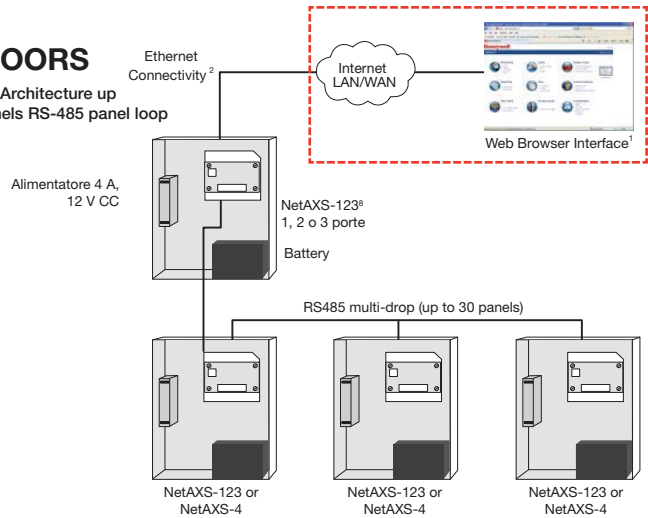 OORS
Architecture up
nels RS-485 panel loop
Ethernet
Connectivity 2
Internet
LAN/WAN
Web Browser Interface1
Alimentatore 4 A,
12 V CC
NetAXS-1238
1, 2 o 3 porte
Battery
RS485 multi-drop (up to 30 panels)
NetAXS-123 or
NetAXS-4
NetAXS-123 or
NetAXS-4
NetAXS-123 or
NetAXS-4